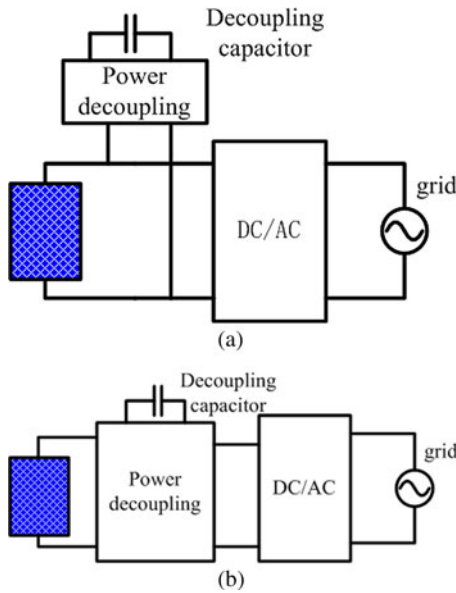 Decoupling
capacitor
Power
decoupling
DC/AC
grid
(a)
Decoupling
capacitor
Power
decoupling
DC/AC
grid
(b)